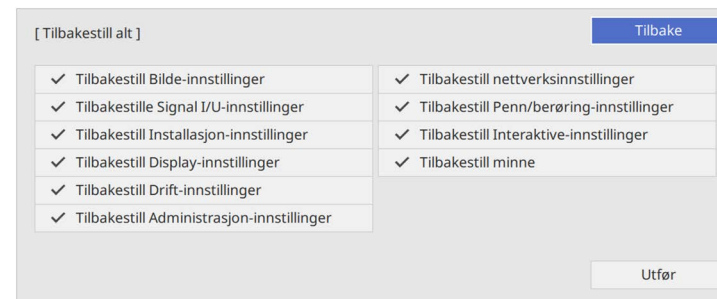 [ Tilbakestill alt ]
Tilbake
Tilbakestill Bilde-innstillinger
Tilbakestille Signal I/U-innstillinger
Tilbakestill Installasjon-innstillinger
Tilbakestill Display-innstillinger
Tilbakestill Drift-innstillinger
Tilbakestill Administrasjon-innstillinger
Tilbakestill nettverksinnstillinger
Tilbakestill Penn/berøring-innstillinger
Tilbakestill Interaktive-innstillinger
Tilbakestill minne
Utfør